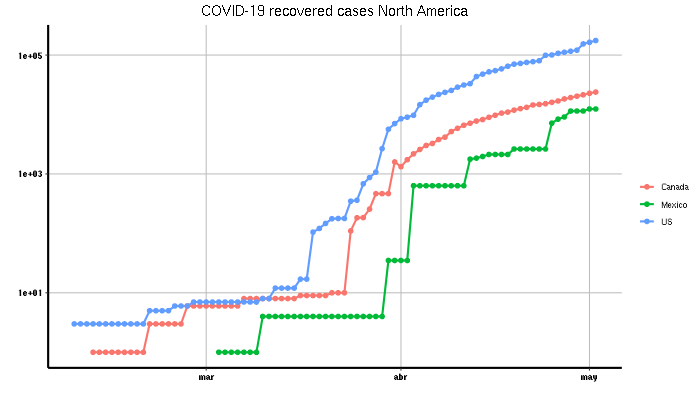 COVID-19 recovered cases North America
1e+05
1e+03
1e+01
mar abr may
Canada
Mexico
US